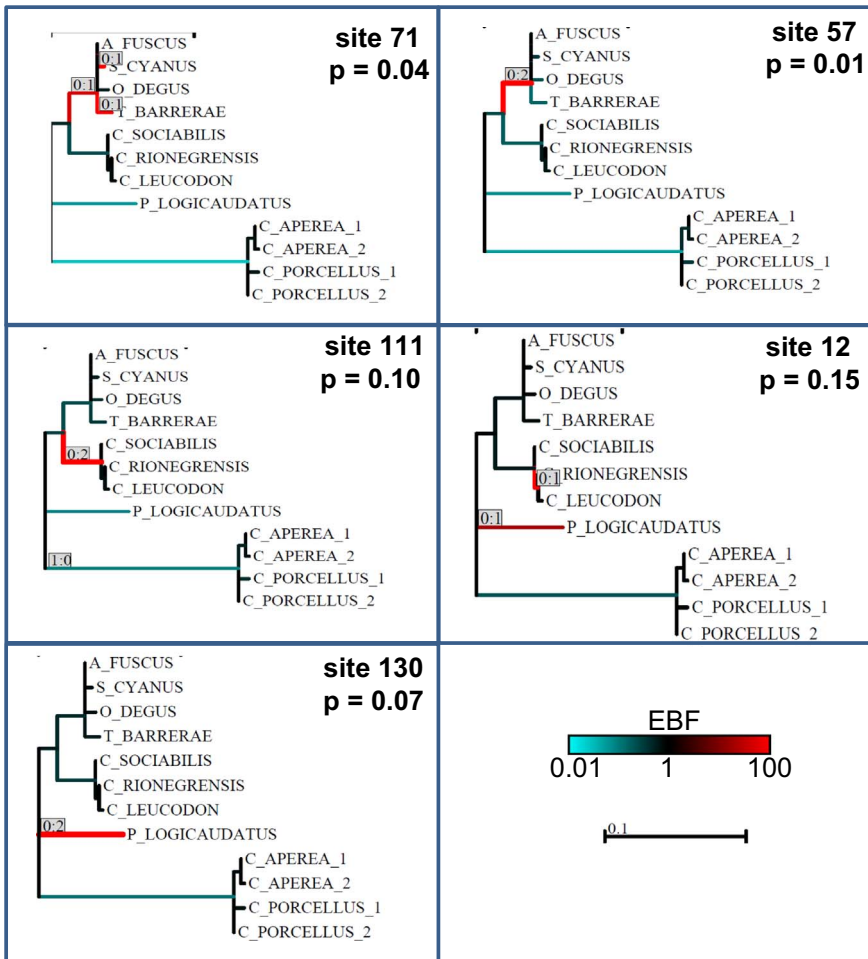 A_FUSCUS
0:1
S_CYANUS
0:1
O_DEGUS
0:1
T_BARRERAE
C_SOCIABILIS
C_RIONEGRENSIS
C_LEUCODON
P_LOGICAUDATUS
C_APEREA_1
C_APEREA_2
C_PORCELLUS_1
C_PORCELLUS_2
site 71
p = 0.04
A_FUSCUS
S_CYANUS
0:2
O_DEGUS
T_BARRERAE
C_SOCIABILIS
C_RIONEGRENSIS
C_LEUCODON
P_LOGICAUDATUS
C_APEREA_1
C_APEREA_2
C_PORCELLUS_1
C_PORCELLUS_2
site 57
p = 0.01
A_FUSCUS
S_CYANUS
O_DEGUS
T_BARRERAE
C_SOCIABILIS
0:2
C_RIONEGRENSIS
C_LEUCODON
P_LOGICAUDATUS
C_APEREA_1
1:0
C_APEREA_2
C_PORCELLUS_1
C_PORCELLUS_2
site 111
p = 0.10
A_FUSCUS
S_CYANUS
O_DEGUS
T_BARRERAE
C_SOCIABILIS
RIONEGRENSIS
0:1
C_LEUCODON
0:1
P_LOGICAUDATUS
C_APEREA_1
C_APEREA_2
C_PORCELLUS_1
C_PORCELLUS_2
site 12
p = 0.15
A_FUSCUS
S_CYANUS
O_DEGUS
T_BARRERAE
C_SOCIABILIS
C_RIONEGRENSIS
C_LEUCODON
0:2
P_LOGICAUDATUS
C_APEREA_1
C_APEREA_2
C_PORCELLUS_1
C_PORCELLUS_2
site 130
p = 0.07
EBF
0.01 1 100
0.1